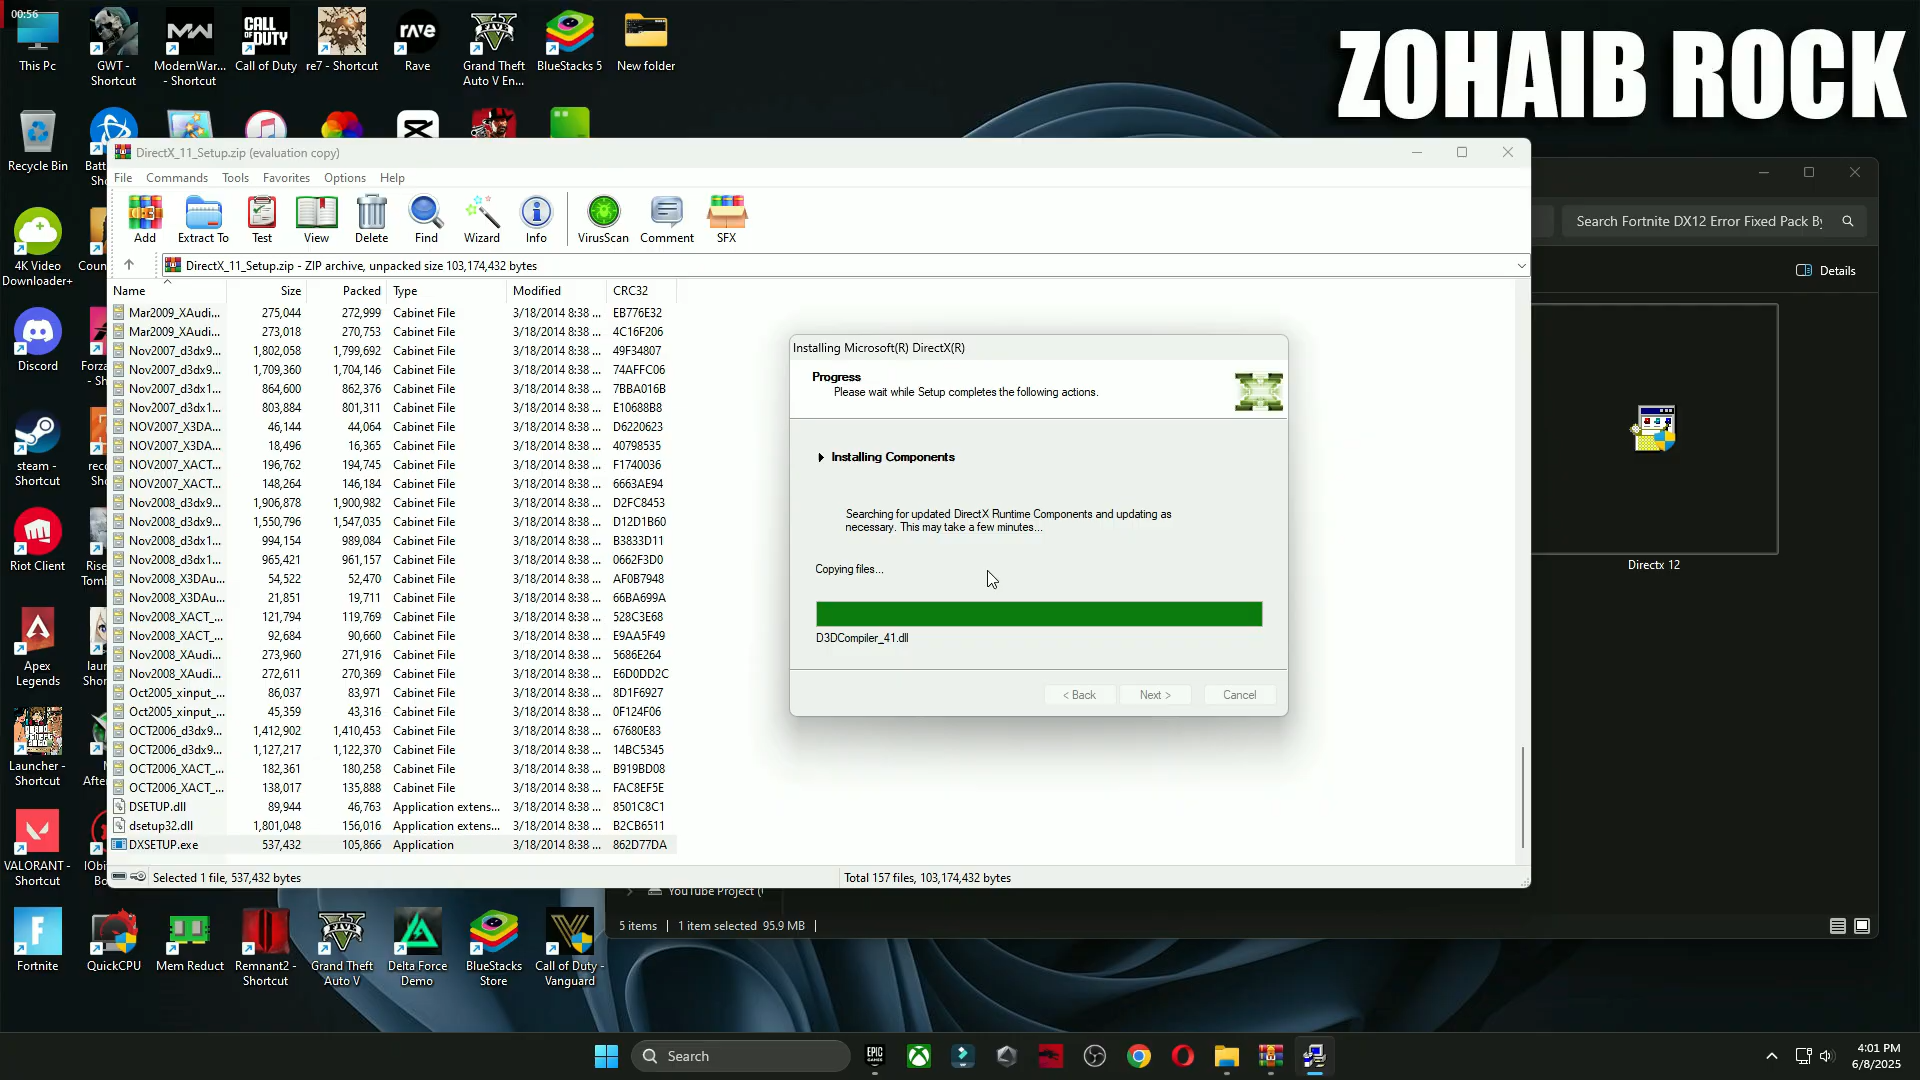 00:56
ZOHAIB ROCK
This Pc
GWT - Shortcut
ModernWar... - Shortcut
Call of Duty
re7 - Shortcut
Rave
Grand Theft Auto V En...
BlueStacks 5
New folder
Recycle Bin
4K Video Downloader+
Discord
steam - Shortcut
Riot Client
Apex Legends
Launcher - Shortcut
VALORANT - Shortcut
DirectX_11_Setup.zip (evaluation copy)
File Commands Tools Favorites Options Help
Add Extract To Test View Delete Find Wizard Info VirusScan Comment SFX
DirectX_11_Setup.zip - ZIP archive, unpacked size 103,174,432 bytes
Name Size Packed Type Modified CRC32
Mar2009_XAudi... 275,044 272,999 Cabinet File 3/18/2014 8:38 ... EB776E32
Mar2009_XAudi... 273,018 270,753 Cabinet File 3/18/2014 8:38 ... 4C16F206
Nov2007_d3dx9... 1,802,058 1,799,692 Cabinet File 3/18/2014 8:38 ... 49F34807
Nov2007_d3dx9... 1,709,360 1,704,146 Cabinet File 3/18/2014 8:38 ... 74AFFC06
Nov2007_d3dx1... 864,600 862,376 Cabinet File 3/18/2014 8:38 ... 7BBA016B
Nov2007_d3dx1... 803,884 801,311 Cabinet File 3/18/2014 8:38 ... E10688B8
NOV2007_X3DA... 46,144 44,064 Cabinet File 3/18/2014 8:38 ... D6220623
NOV2007_X3DA... 18,496 16,365 Cabinet File 3/18/2014 8:38 ... 40798535
NOV2007_XACT... 196,762 194,745 Cabinet File 3/18/2014 8:38 ... F1740036
NOV2007_XACT... 148,264 146,184 Cabinet File 3/18/2014 8:38 ... 6663AE94
Nov2008_d3dx9... 1,906,878 1,900,982 Cabinet File 3/18/2014 8:38 ... D2FC8453
Nov2008_d3dx9... 1,550,796 1,547,035 Cabinet File 3/18/2014 8:38 ... D12D1B60
Nov2008_d3dx1... 994,154 989,084 Cabinet File 3/18/2014 8:38 ... B3833D11
Nov2008_d3dx1... 965,421 961,157 Cabinet File 3/18/2014 8:38 ... 0662F3D0
Nov2008_X3DAu... 54,522 52,470 Cabinet File 3/18/2014 8:38 ... AF0B7948
Nov2008_X3DAu... 21,851 19,711 Cabinet File 3/18/2014 8:38 ... 66BA699A
Nov2008_XACT_... 121,794 119,769 Cabinet File 3/18/2014 8:38 ... 528C3E68
Nov2008_XACT_... 92,684 90,660 Cabinet File 3/18/2014 8:38 ... E9AA5F49
Nov2008_XAudi... 273,960 271,916 Cabinet File 3/18/2014 8:38 ... 5686E264
Nov2008_XAudi... 272,611 270,369 Cabinet File 3/18/2014 8:38 ... E6D0DD2C
Oct2005_xinput_... 86,037 83,971 Cabinet File 3/18/2014 8:38 ... 8D1F6927
Oct2005_xinput_... 45,359 43,316 Cabinet File 3/18/2014 8:38 ... 0F124F06
OCT2006_d3dx9... 1,412,902 1,410,453 Cabinet File 3/18/2014 8:38 ... 67680E83
OCT2006_d3dx9... 1,127,217 1,122,370 Cabinet File 3/18/2014 8:38 ... 14BC5345
OCT2006_XACT_... 182,361 180,258 Cabinet File 3/18/2014 8:38 ... B919BD08
OCT2006_XACT_... 138,017 135,888 Cabinet File 3/18/2014 8:38 ... FAC8EF5E
DSETUP.dll 89,944 46,763 Application extens... 3/18/2014 8:38 ... 8501C8C1
dsetup32.dll 1,801,048 156,016 Application extens... 3/18/2014 8:38 ... B2CB6511
DXSETUP.exe 537,432 105,866 Application 3/18/2014 8:38 ... 862D77DA
Selected 1 file, 537,432 bytes
Total 157 files, 103,174,432 bytes
Installing Microsoft(R) DirectX(R)
Progress
Please wait while Setup completes the following actions.
Installing Components
Searching for updated DirectX Runtime Components and updating as
necessary. This may take a few minutes...
Copying files...
D3DCompiler_41.dll
< Back Next > Cancel
Search Fortnite DX12 Error Fixed Pack By
Details
Directx 12
YouTube Project (
5 items 1 item selected 95.9 MB
Fortnite
QuickCPU
Mem Reduct
Remnant2 - Shortcut
Grand Theft Auto V
Delta Force Demo
BlueStacks Store
Call of Duty - Vanguard
Search
4:01 PM
6/8/2025